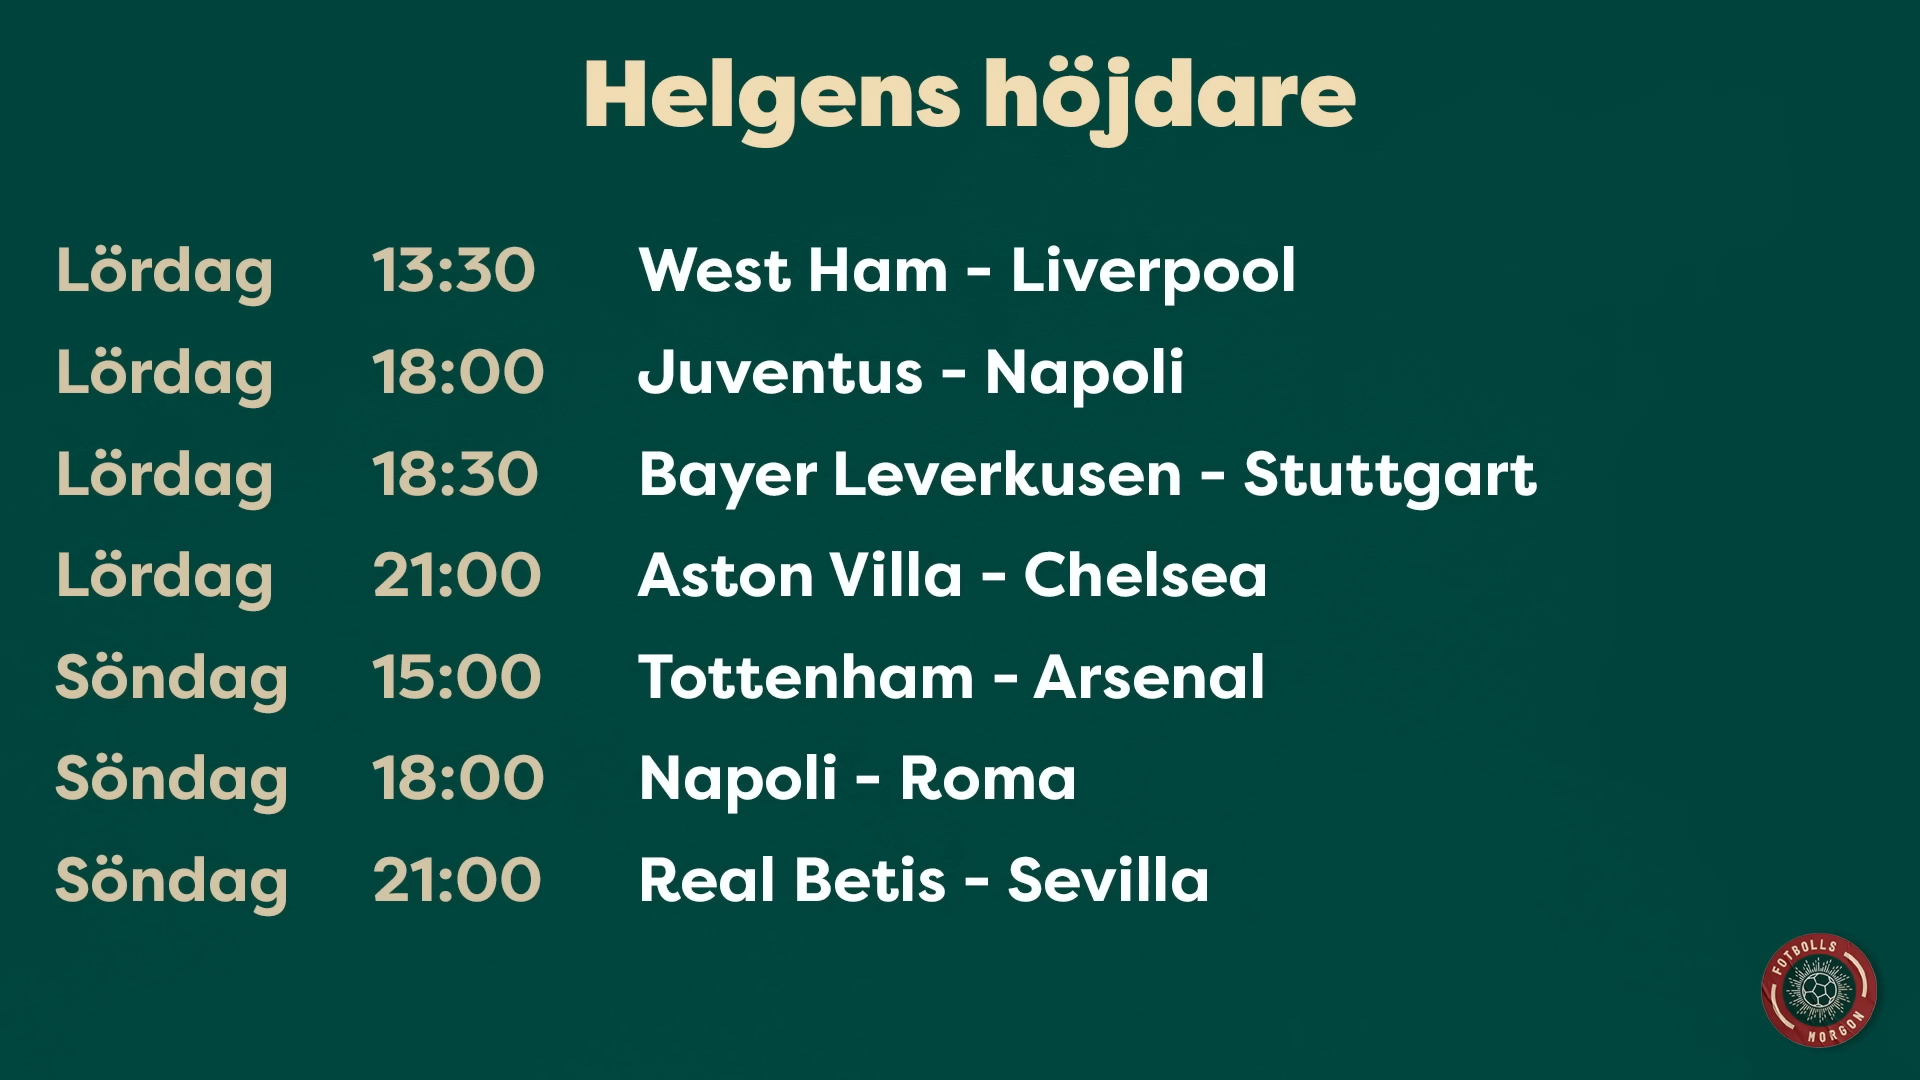 Helgens höjdare
Lördag 13:30 West Ham - Liverpool
Lördag 18:00 Juventus - Napoli
Lördag 18:30 Bayer Leverkusen - Stuttgart
Lördag 21:00 Aston Villa - Chelsea
Söndag 15:00 Tottenham - Arsenal
Söndag 18:00 Napoli - Roma
Söndag 21:00 Real Betis - Sevilla
FOTBOLLS
MORGON